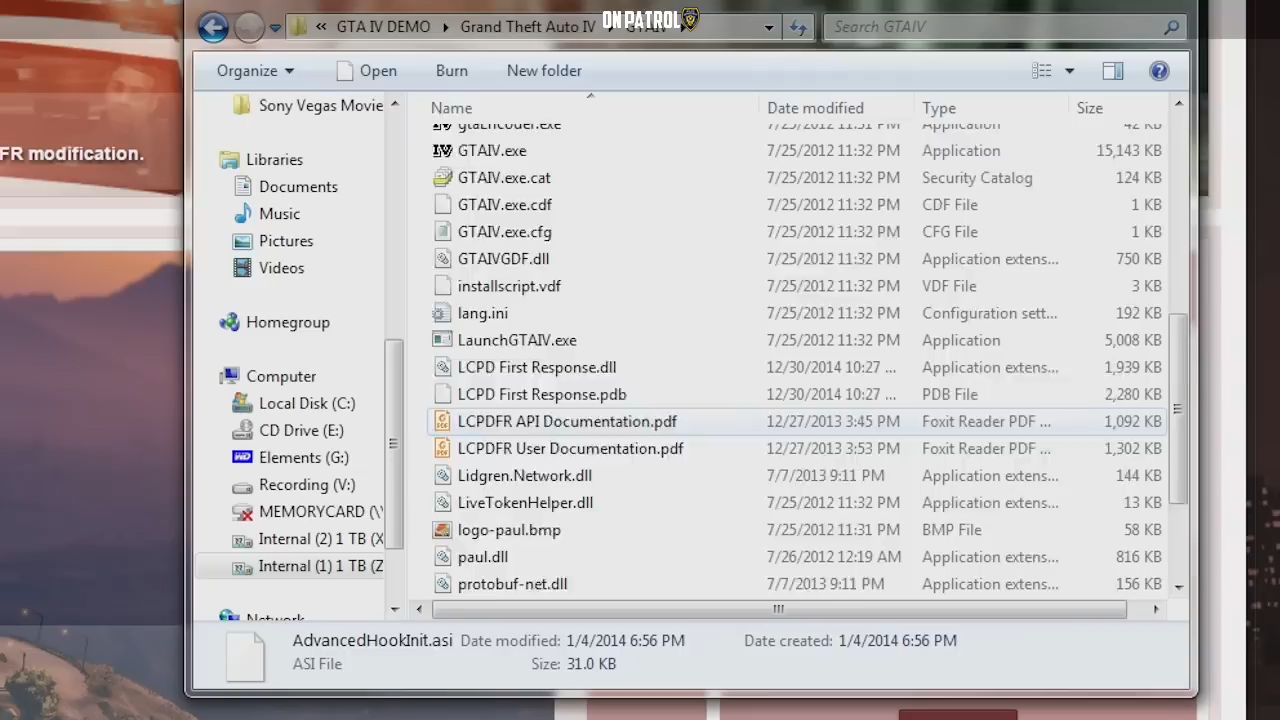 ON PATROL
« GTA IV DEMO Grand Theft Auto IV GTAIV
Search GTAIV
Organize Open Burn New folder
Name Date modified Type Size
Sony Vegas Movie
Libraries
Documents
Music
Pictures
Videos
Homegroup
Computer
Local Disk (C:)
CD Drive (E:)
Elements (G:)
Recording (V:)
MEMORYCARD (\
Internal (2) 1 TB (X
Internal (1) 1 TB (Z
Network
gtaEncoder.exe 7/25/2012 11:31 PM Application 42 KB
GTAIV.exe 7/25/2012 11:32 PM Application 15,143 KB
GTAIV.exe.cat 7/25/2012 11:32 PM Security Catalog 124 KB
GTAIV.exe.cdf 7/25/2012 11:32 PM CDF File 1 KB
GTAIV.exe.cfg 7/25/2012 11:32 PM CFG File 1 KB
GTAIVGDF.dll 7/25/2012 11:32 PM Application extens... 750 KB
installscript.vdf 7/25/2012 11:32 PM VDF File 3 KB
lang.ini 7/25/2012 11:32 PM Configuration sett... 192 KB
LaunchGTAIV.exe 7/25/2012 11:32 PM Application 5,008 KB
LCPD First Response.dll 12/30/2014 10:27 ... Application extens... 1,939 KB
LCPD First Response.pdb 12/30/2014 10:27 ... PDB File 2,280 KB
LCPDFR API Documentation.pdf 12/27/2013 3:45 PM Foxit Reader PDF ... 1,092 KB
LCPDFR User Documentation.pdf 12/27/2013 3:53 PM Foxit Reader PDF ... 1,302 KB
Lidgren.Network.dll 7/7/2013 9:11 PM Application extens... 144 KB
LiveTokenHelper.dll 7/25/2012 11:32 PM Application extens... 13 KB
logo-paul.bmp 7/25/2012 11:31 PM BMP File 58 KB
paul.dll 7/26/2012 12:19 AM Application extens... 816 KB
protobuf-net.dll 7/7/2013 9:11 PM Application extens... 156 KB
AdvancedHookInit.asi Date modified: 1/4/2014 6:56 PM Date created: 1/4/2014 6:56 PM
ASI File Size: 31.0 KB
FR modification.